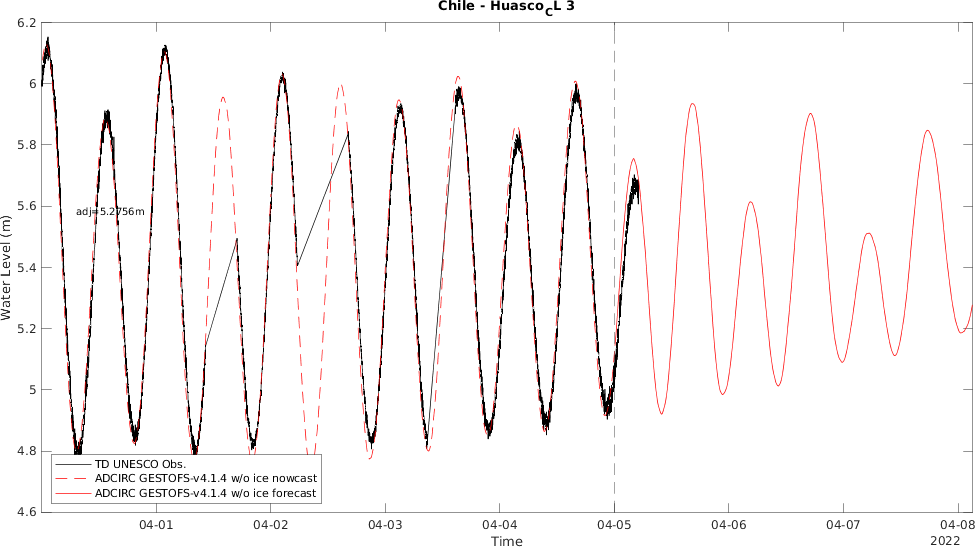 Chile - Huasco_CL 3
Water Level (m)
6.2
6
5.8
5.6
5.4
5.2
5
4.8
4.6
adj=5.2756m
TD UNESCO Obs.
ADCIRC GESTOFS-v4.1.4 w/o ice nowcast
ADCIRC GESTOFS-v4.1.4 w/o ice forecast
04-01 04-02 04-03 04-04 04-05 04-06 04-07 04-08
Time
2022